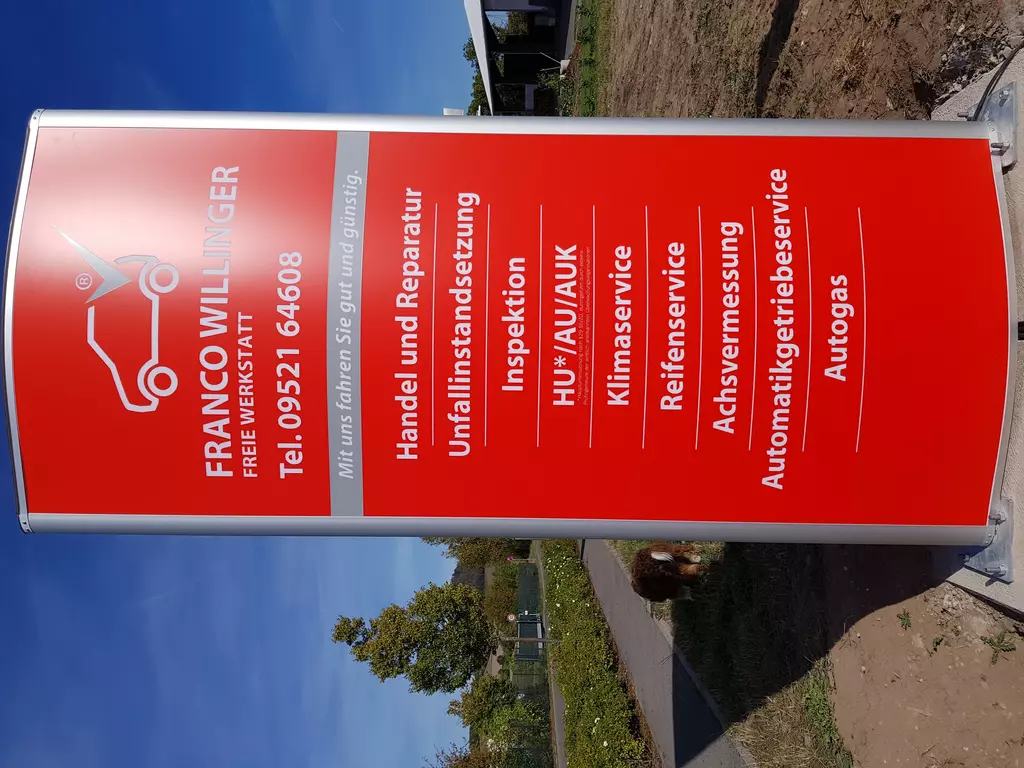 ®
FRANCO WILLINGER
FREIE WERKSTATT
Tel. 09521 64608
Mit uns fahren Sie gut und günstig.
Handel und Reparatur
Unfallinstandsetzung
Inspektion
HU*/AU/AUK
Klimaservice
Reifenservice
Achsvermessung
Automatikgetriebeservice
Autogas